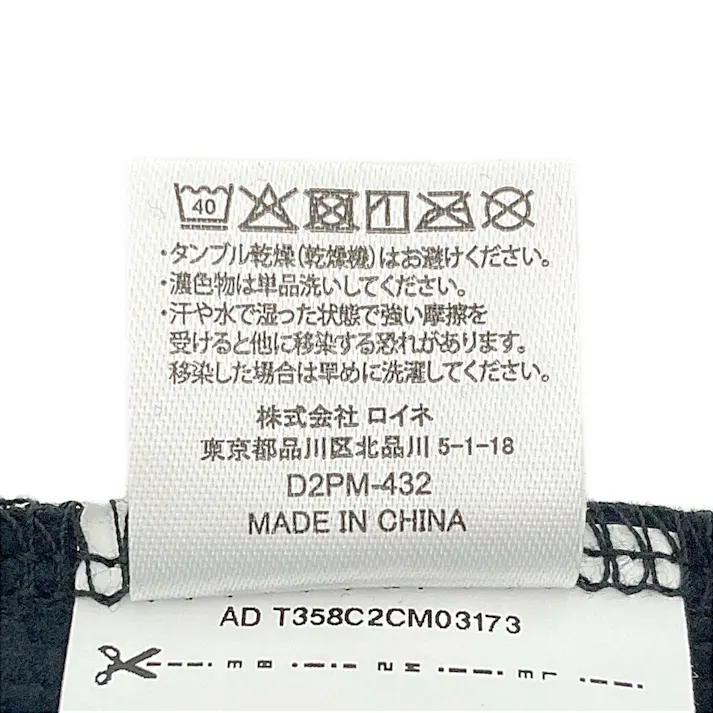 40
・タンブル乾燥(乾燥機)はお避けください。
・濃色物は単品洗いしてください。
・汗や水で湿った状態で強い摩擦を
受けると他に移染する恐れがあります。
移染した場合は早めに洗濯してください。
株式会社 ロイネ
東京都品川区北品川 5-1-18
D2PM-432
MADE IN CHINA
AD T358C2CM03173